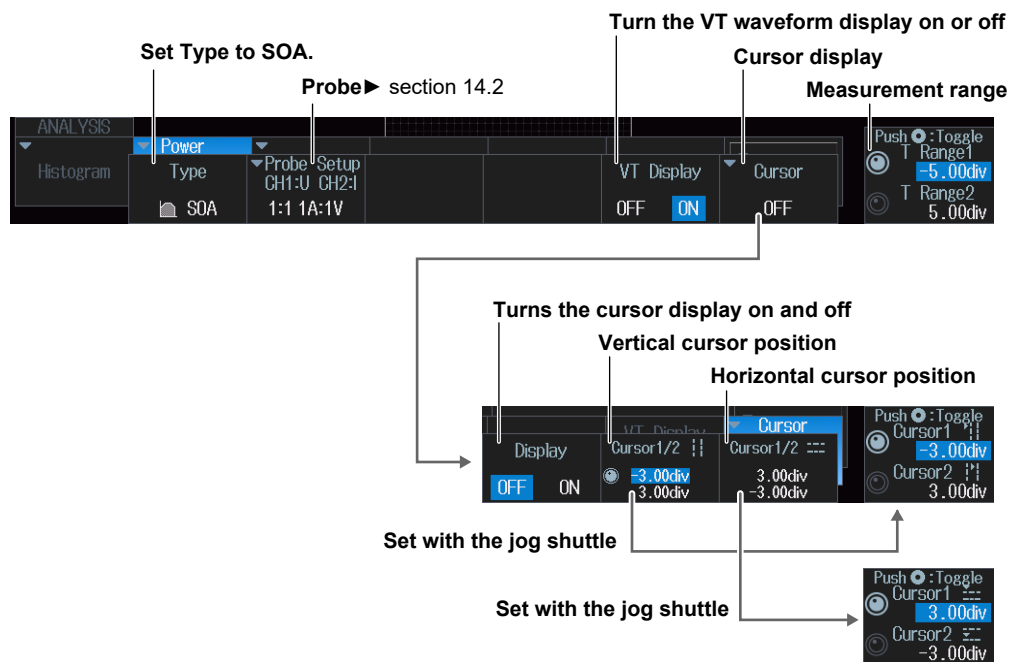 Turn the VT waveform display on or off
Set Type to SOA.
Cursor display
Probe► section 14.2
Measurement range
ANALYSIS
Power
Histogram
Type
SOA
Probe Setup
CH1:U CH2:I
1:1 1A:1V
VT Display
OFF ON
Cursor
OFF
Push :Toggle
T Range1
-5.00div
T Range2
5.00div
Turns the cursor display on and off
Vertical cursor position
Horizontal cursor position
VT Display
Cursor
Display
OFF ON
Cursor1/2
-3.00div
3.00div
Cursor1/2
3.00div
-3.00div
Push :Toggle
Cursor1
-3.00div
Cursor2
3.00div
Set with the jog shuttle
Set with the jog shuttle
Push :Toggle
Cursor1
3.00div
Cursor2
-3.00div